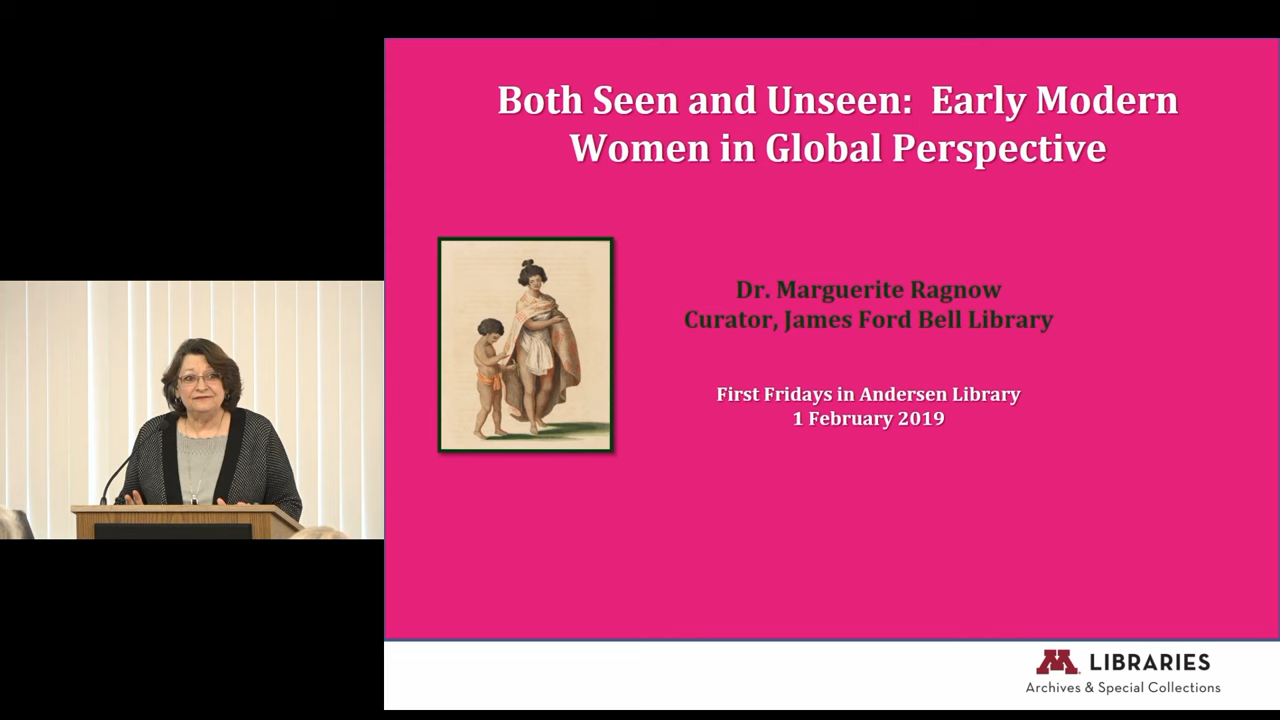 Both Seen and Unseen: Early Modern
Women in Global Perspective
Dr. Marguerite Ragnow
Curator, James Ford Bell Library
First Fridays in Andersen Library
1 February 2019
M LIBRARIES
Archives & Special Collections